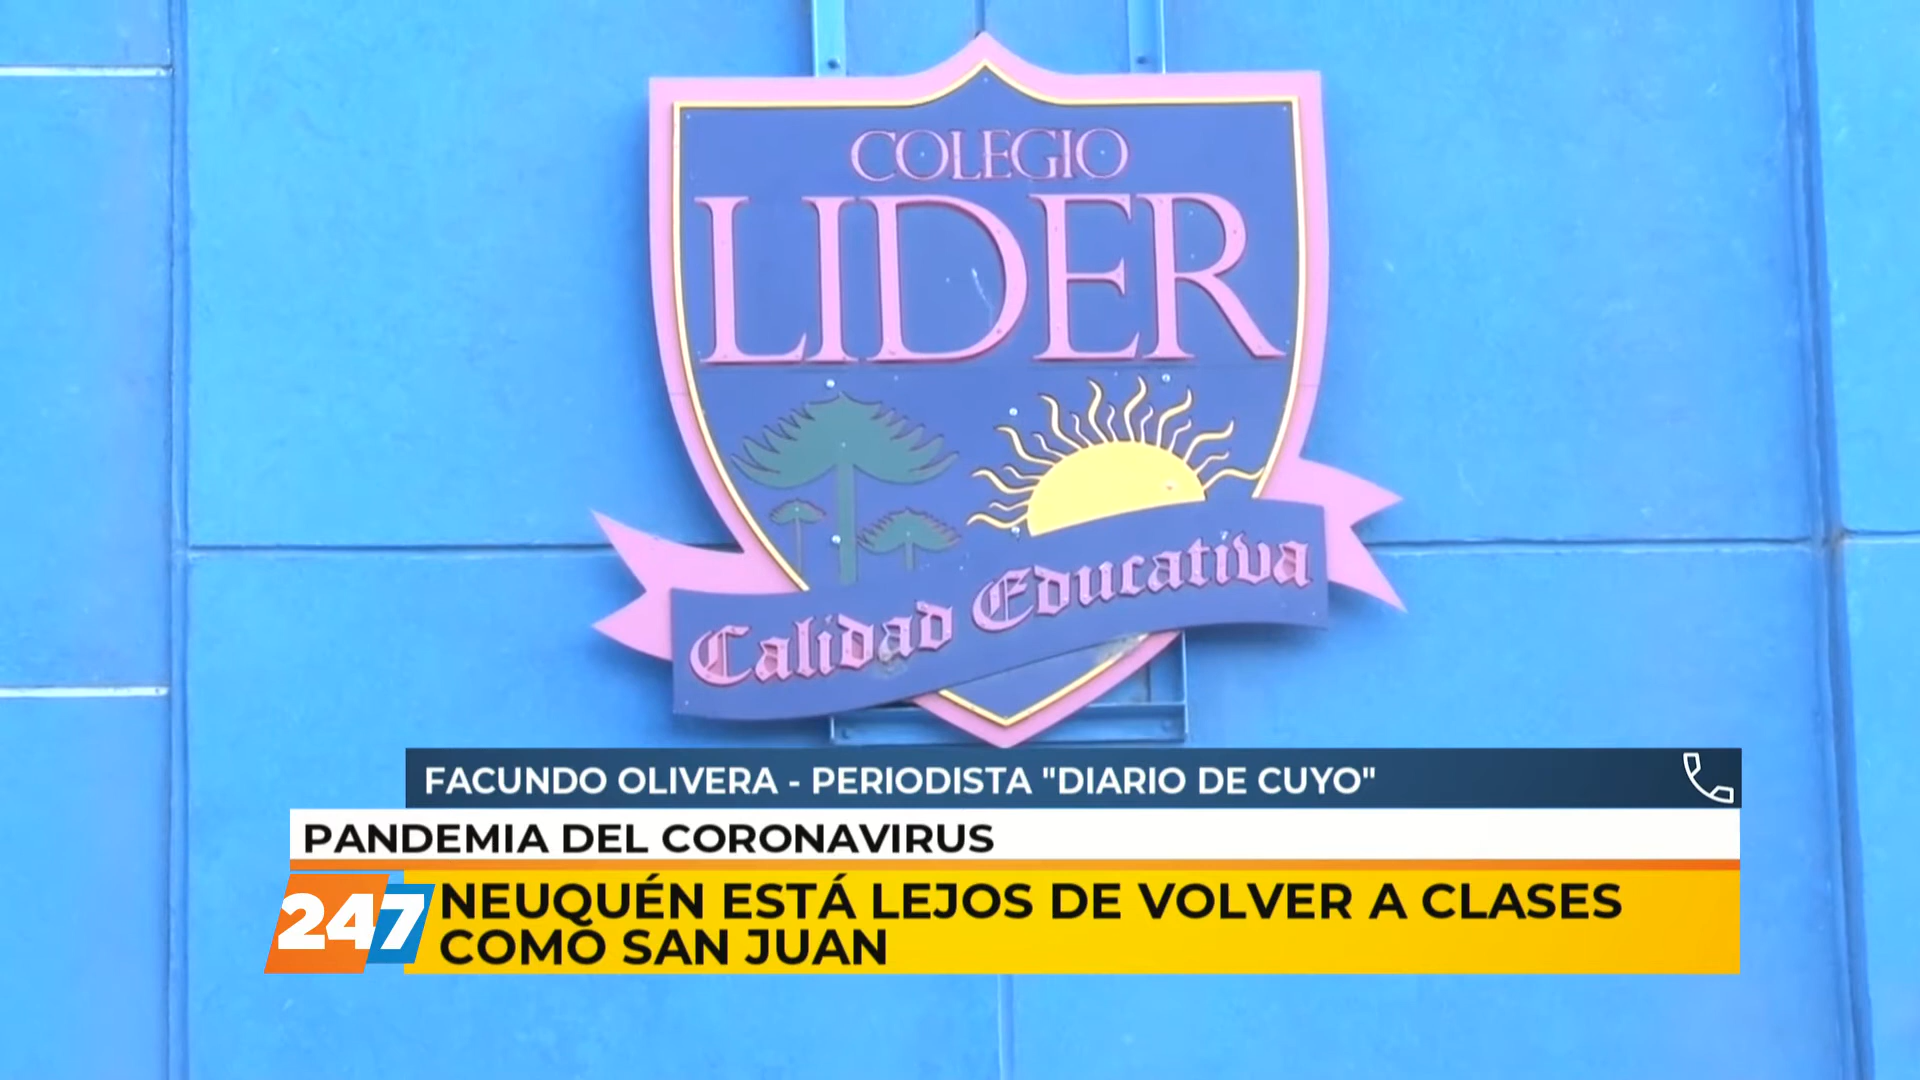 COLEGIO
LIDER
Calidad Educativa
FACUNDO OLIVERA - PERIODISTA "DIARIO DE CUYO"
PANDEMIA DEL CORONAVIRUS
247
NEUQUÉN ESTÁ LEJOS DE VOLVER A CLASES
COMO SAN JUAN